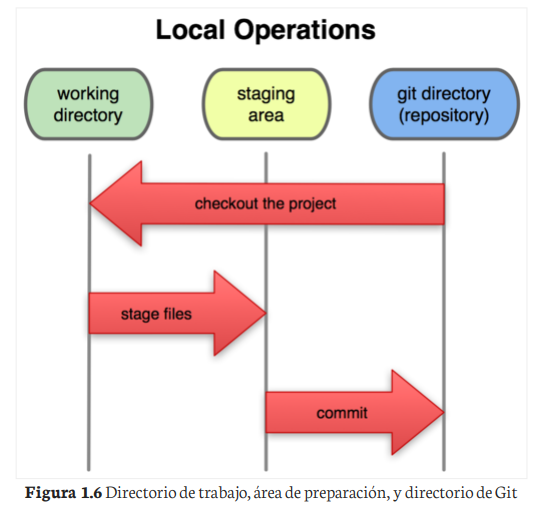 Local Operations
working
directory
staging
area
git directory
(repository)
checkout the project
stage files
commit
Figura 1.6 Directorio de trabajo, área de preparación, y directorio de Git